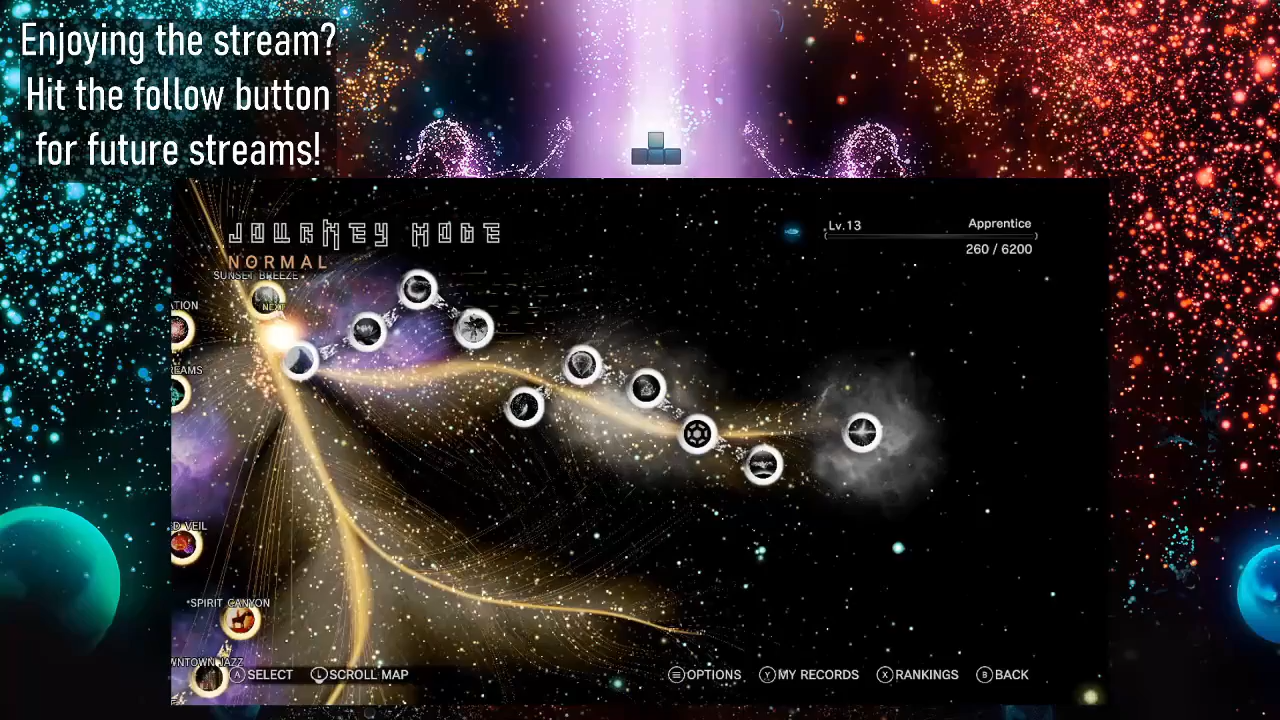 Enjoying the stream?
Hit the follow button
for future streams!
JOURNEY MODE
NORMAL
Lv.13
Apprentice
260 / 6200
SUNSET BREEZE
NEXT
ATION
REAMS
D VEIL
SPIRIT CANYON
WNTOWN JAZZ
A SELECT
L SCROLL MAP
OPTIONS
Y MY RECORDS
X RANKINGS
B BACK